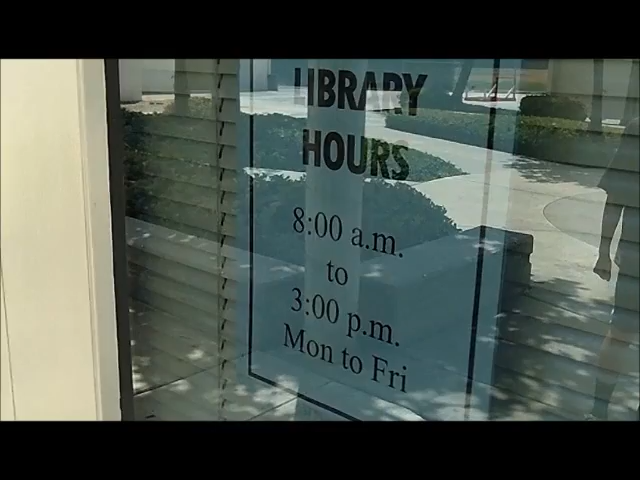 LIBRARY
HOURS
8:00 a.m.
to
3:00 p.m.
Mon to Fri